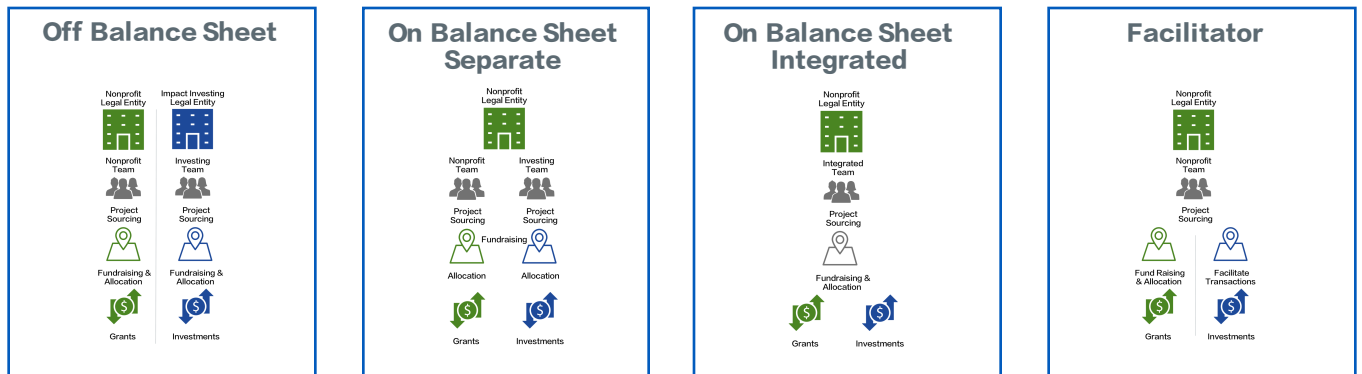 Off Balance Sheet
Nonprofit
Legal Entity
Impact Investing
Legal Entity
Nonprofit
Team
Investing
Team
Project
Sourcing
Project
Sourcing
Fundraising &
Allocation
Fundraising &
Allocation
$
$
Grants
Investments
On Balance Sheet
Separate
Nonprofit
Legal Entity
Nonprofit
Team
Investing
Team
Project
Sourcing
Project
Sourcing
Fundraising
Allocation
Allocation
$
$
Grants
Investments
On Balance Sheet
Integrated
Nonprofit
Legal Entity
Integrated
Team
Project
Sourcing
Fundraising &
Allocation
$
$
Grants
Investments
Facilitator
Nonprofit
Legal Entity
Nonprofit
Team
Project
Sourcing
Fund Raising
& Allocation
Facilitate
Transactions
$
$
Grants
Investments